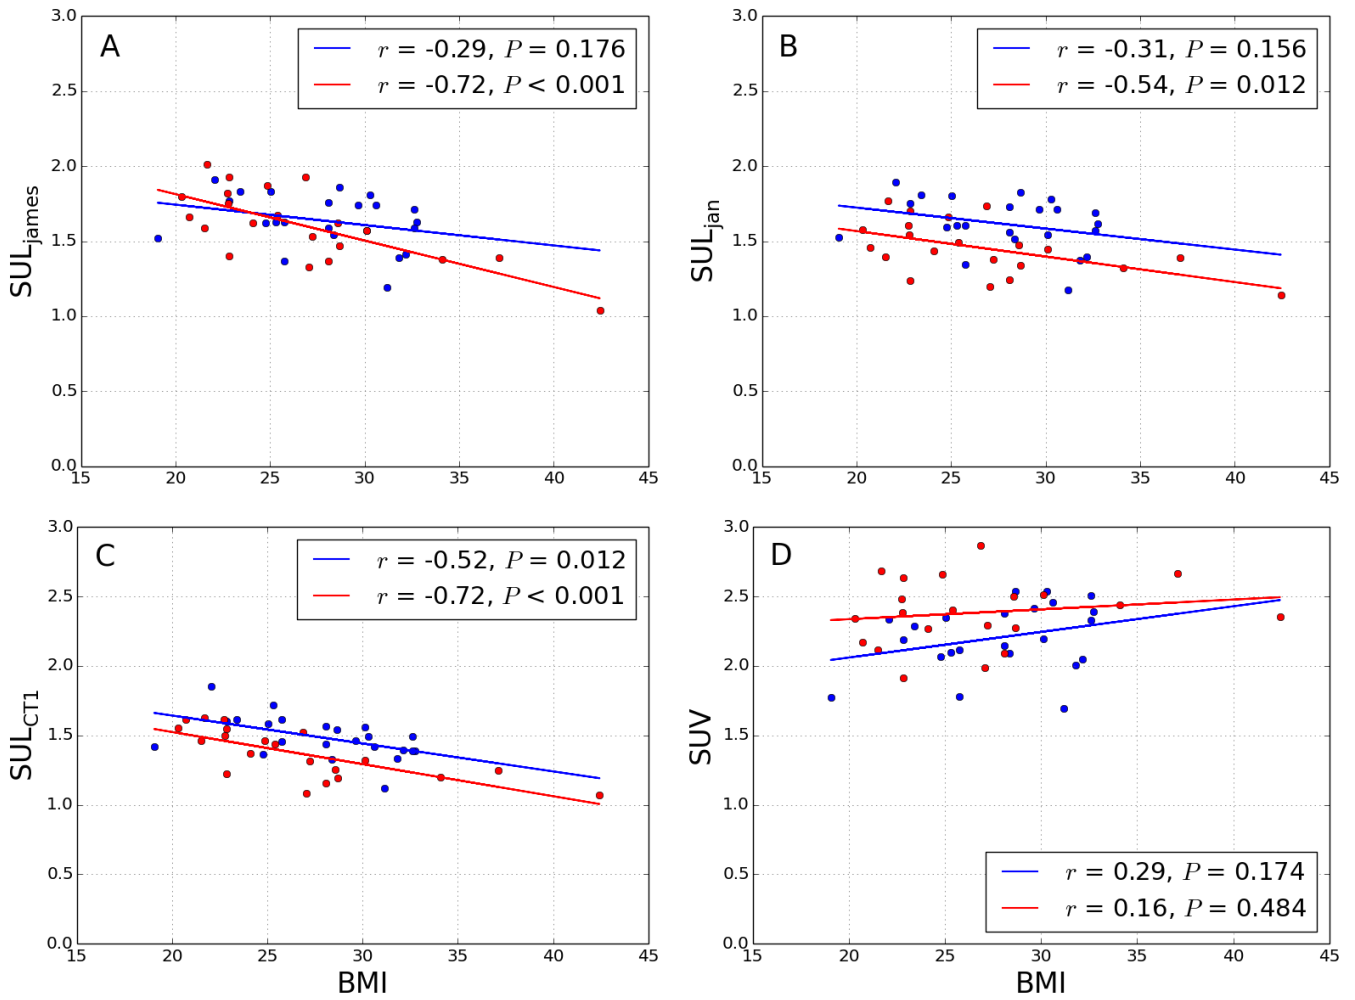 A
r = -0.29, P = 0.176
r = -0.72, P < 0.001
3.0
2.5
2.0
1.5
1.0
0.5
0.0
SULjames
15 20 25 30 35 40 45
B
r = -0.31, P = 0.156
r = -0.54, P = 0.012
3.0
2.5
2.0
1.5
1.0
0.5
0.0
SULjan
15 20 25 30 35 40 45
C
r = -0.52, P = 0.012
r = -0.72, P < 0.001
3.0
2.5
2.0
1.5
1.0
0.5
0.0
SULCT1
15 20 25 30 35 40 45
BMI
D
3.0
2.5
2.0
1.5
1.0
0.5
0.0
SUV
r = 0.29, P = 0.174
r = 0.16, P = 0.484
15 20 25 30 35 40 45
BMI